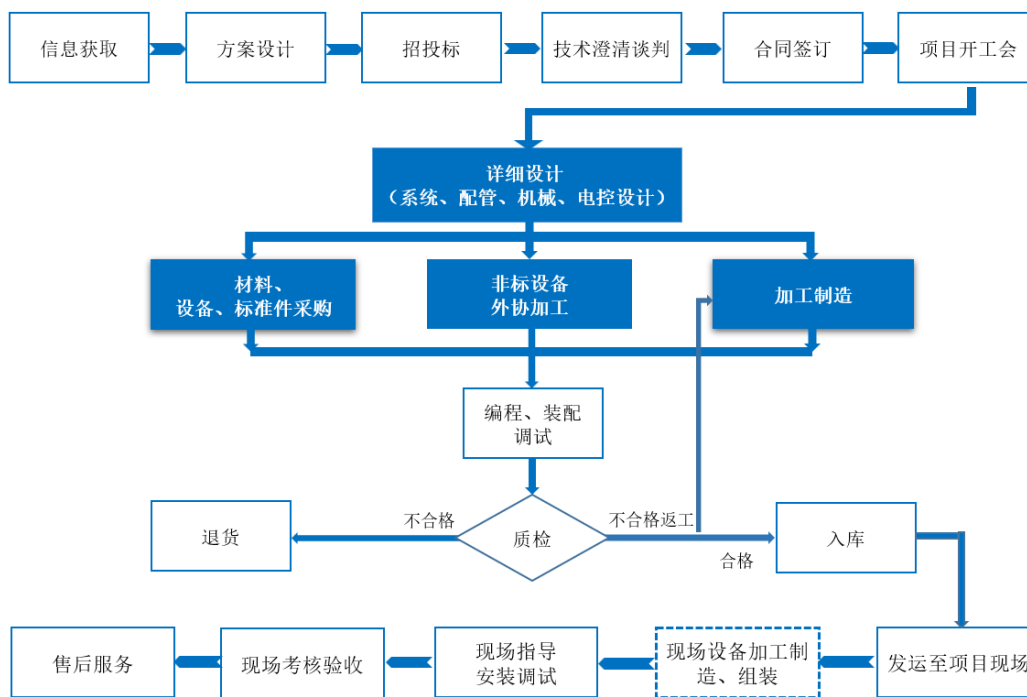 信息获取
方案设计
招投标
技术澄清谈判
合同签订
项目开工会
详细设计
（系统、配管、机械、电控设计）
材料、
设备、标准件采购
非标设备
外协加工
加工制造
编程、装配
调试
不合格
质检
不合格返工
合格
退货
入库
售后服务
现场考核验收
现场指导
安装调试
现场设备加工制
造、组装
发运至项目现场